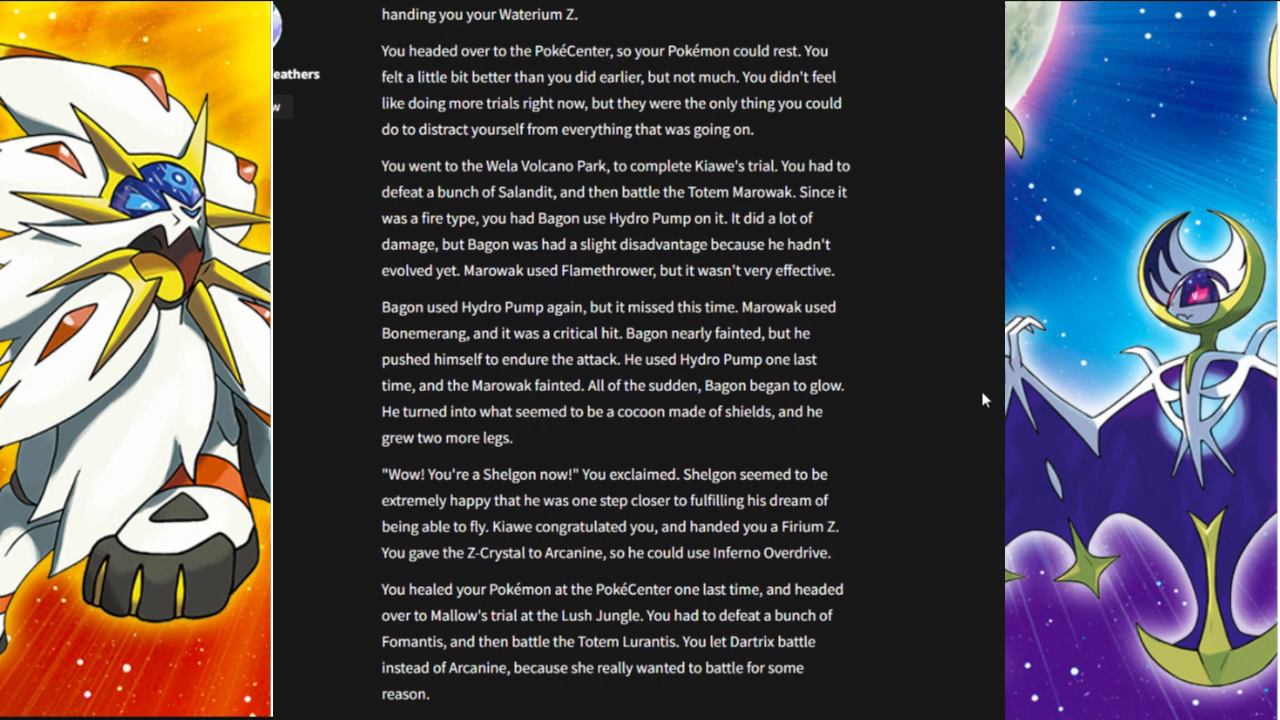 handing you your Waterium Z.
eathers
w
You headed over to the PokéCenter, so your Pokémon could rest. You
felt a little bit better than you did earlier, but not much. You didn't feel
like doing more trials right now, but they were the only thing you could
do to distract yourself from everything that was going on.
You went to the Wela Volcano Park, to complete Kiawe's trial. You had to
defeat a bunch of Salandit, and then battle the Totem Marowak. Since it
was a fire type, you had Bagon use Hydro Pump on it. It did a lot of
damage, but Bagon was had a slight disadvantage because he hadn't
evolved yet. Marowak used Flamethrower, but it wasn't very effective.
Bagon used Hydro Pump again, but it missed this time. Marowak used
Bonemerang, and it was a critical hit. Bagon nearly fainted, but he
pushed himself to endure the attack. He used Hydro Pump one last
time, and the Marowak fainted. All of the sudden, Bagon began to glow.
He turned into what seemed to be a cocoon made of shields, and he
grew two more legs.
"Wow! You're a Shelgon now!" You exclaimed. Shelgon seemed to be
extremely happy that he was one step closer to fulfilling his dream of
being able to fly. Kiawe congratulated you, and handed you a Firium Z.
You gave the Z-Crystal to Arcanine, so he could use Inferno Overdrive.
You healed your Pokémon at the PokéCenter one last time, and headed
over to Mallow's trial at the Lush Jungle. You had to defeat a bunch of
Fomantis, and then battle the Totem Lurantis. You let Dartrix battle
instead of Arcanine, because she really wanted to battle for some
reason.